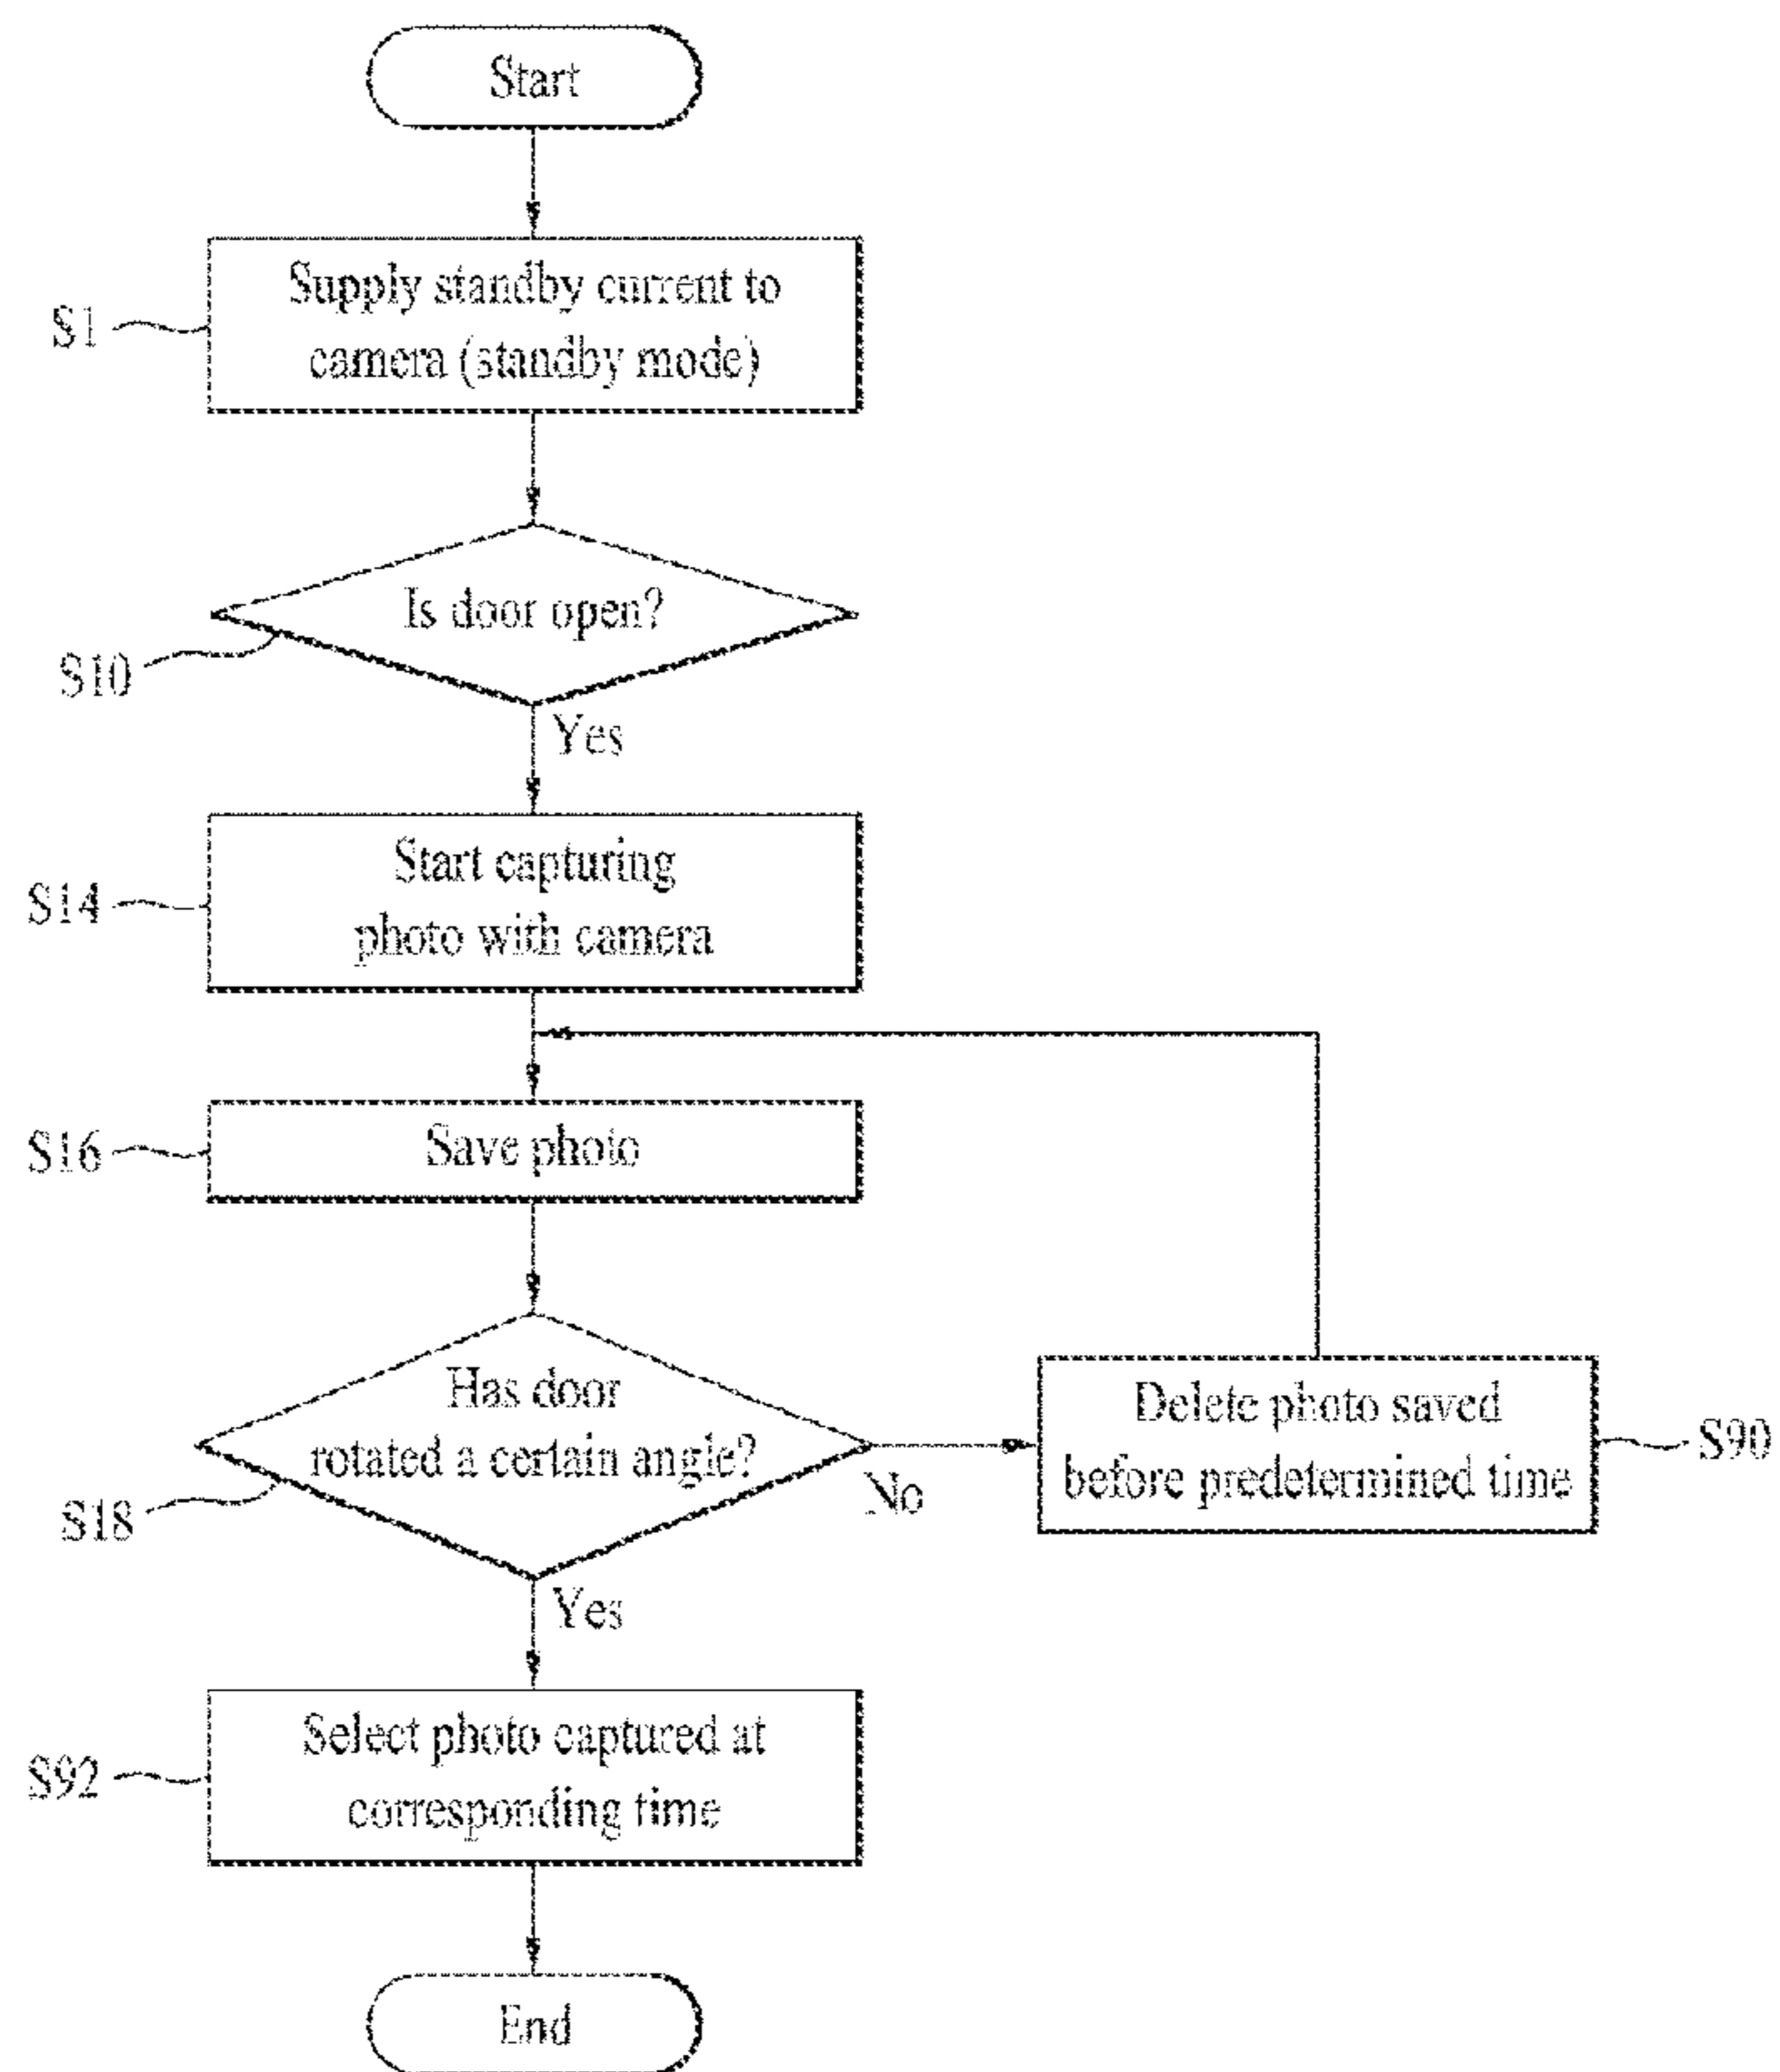 Start
S1
Supply standby current to
camera (standby mode)
Is door open?
S10
Yes
S14
Start capturing
photo with camera
S16
Save photo
Has door
rotated a certain angle?
S18
No
Delete photo saved
before predetermined time
S90
Yes
S92
Select photo captured at
corresponding time
End